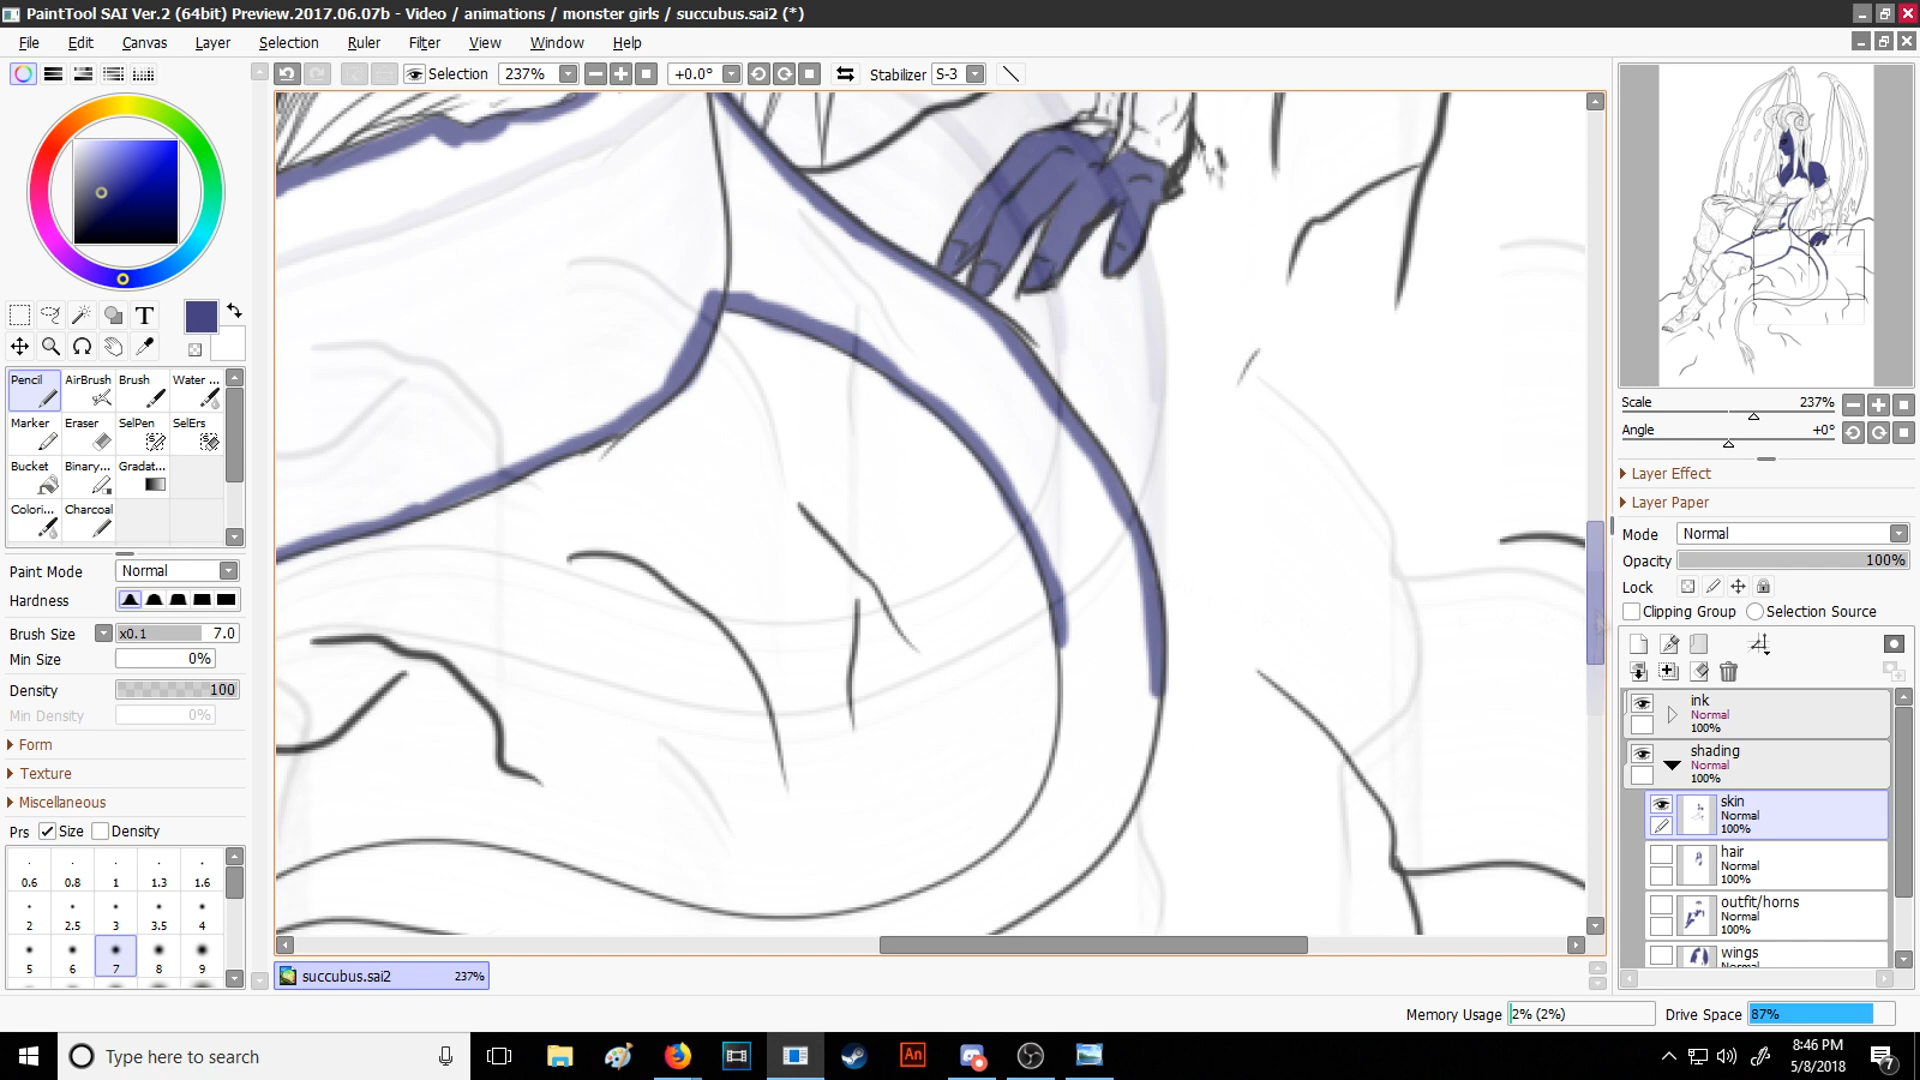 PaintTool SAI Ver.2 (64bit) Preview.2017.06.07b - Video / animations / monster girls / succubus.sai2 (*)
File Edit Canvas Layer Selection Ruler Filter View Window Help
Selection 237% +0.0° Stabilizer S-3
T
Pencil AirBrush Brush Water ...
Marker Eraser SelPen SelErs
Bucket Binary... Gradat...
Colori... Charcoal
Paint Mode Normal
Hardness
Brush Size x0.1 7.0
Min Size 0%
Density 100
Min Density 0%
Form
Texture
Miscellaneous
Prs Size Density
0.6 0.8 1 1.3 1.6
2 2.5 3 3.5 4
5 6 7 8 9
succubus.sai2 237%
Scale 237%
Angle +0°
Layer Effect
Layer Paper
Mode Normal
Opacity 100%
Lock
Clipping Group Selection Source
ink
Normal
100%
shading
Normal
100%
skin
Normal
100%
hair
Normal
100%
outfit/horns
Normal
100%
wings
Normal
Memory Usage 2% (2%) Drive Space 87%
Type here to search
An
8:46 PM
5/8/2018
7